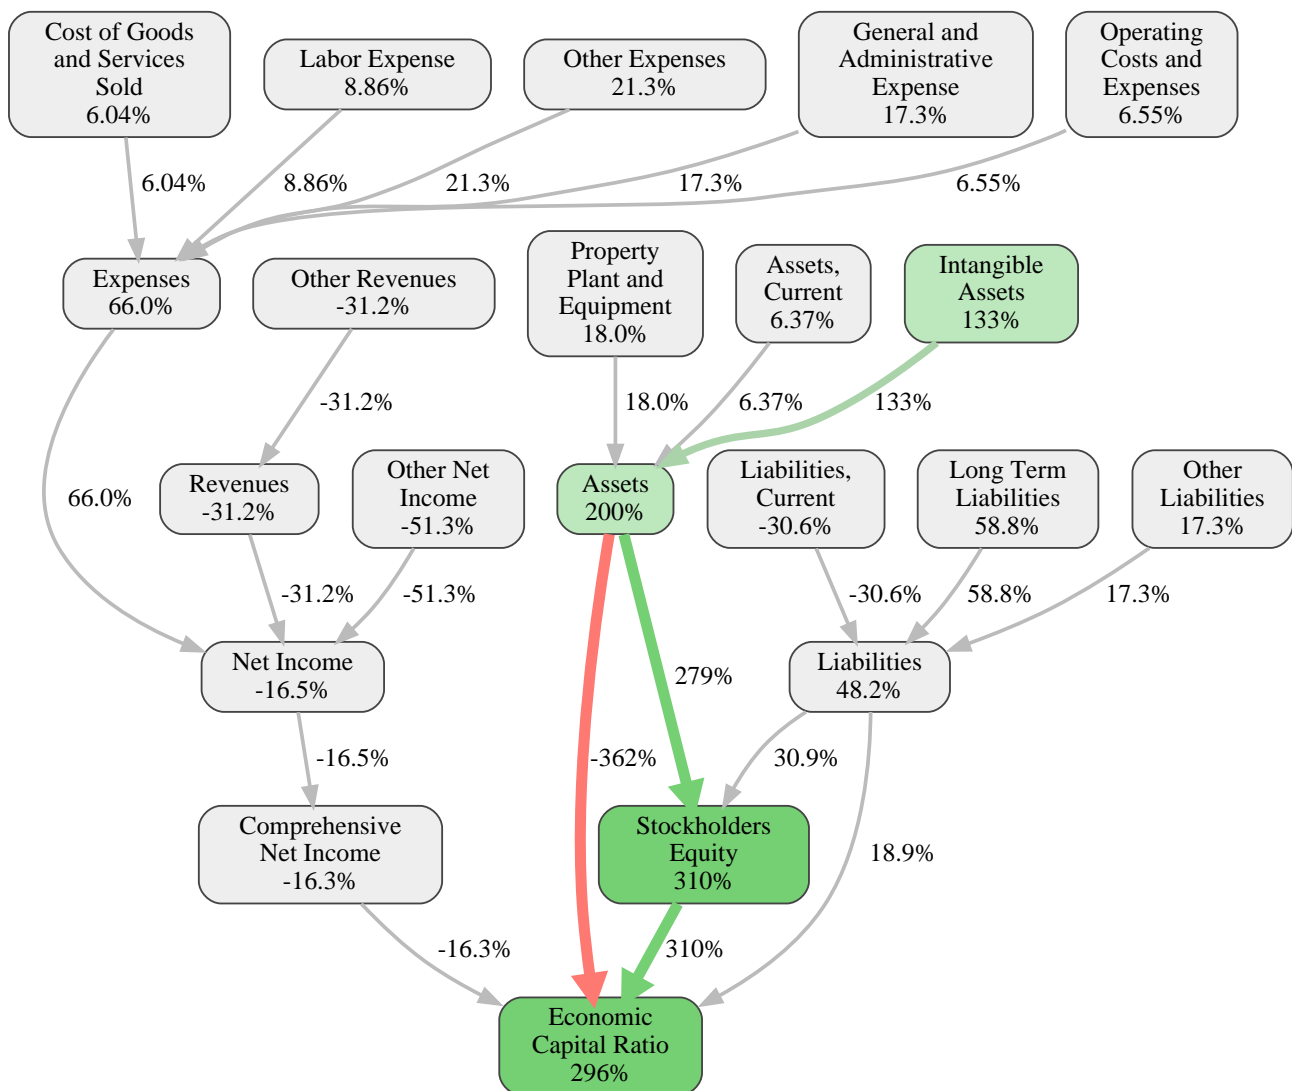 Cost of Goods
and Services
Sold
6.04%
Labor Expense
8.86%
Other Expenses
21.3%
General and
Administrative
Expense
17.3%
Operating
Costs and
Expenses
6.55%
6.04%
8.86%
21.3%
17.3%
6.55%
Expenses
66.0%
Other Revenues
-31.2%
Property
Plant and
Equipment
18.0%
Assets,
Current
6.37%
Intangible
Assets
133%
-31.2%
18.0%
6.37%
133%
66.0%
Revenues
-31.2%
Other Net
Income
-51.3%
Assets
200%
Liabilities,
Current
-30.6%
Long Term
Liabilities
58.8%
Other
Liabilities
17.3%
-31.2%
-51.3%
-30.6%
58.8%
17.3%
Net Income
-16.5%
279%
Liabilities
48.2%
-16.5%
-362%
30.9%
Comprehensive
Net Income
-16.3%
Stockholders
Equity
310%
18.9%
-16.3%
310%
Economic
Capital Ratio
296%